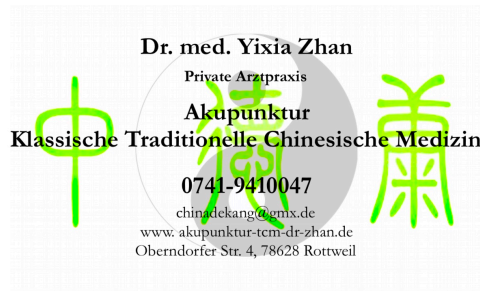 Dr. med. Yixia Zhan
Private Arztpraxis
Akupunktur
Klassische Traditionelle Chinesische Medizin
0741-9410047
chinadekang@gmx.de
www. akupunktur-tcm-dr-zhan.de
Oberndorfer Str. 4, 78628 Rottweil
中德康